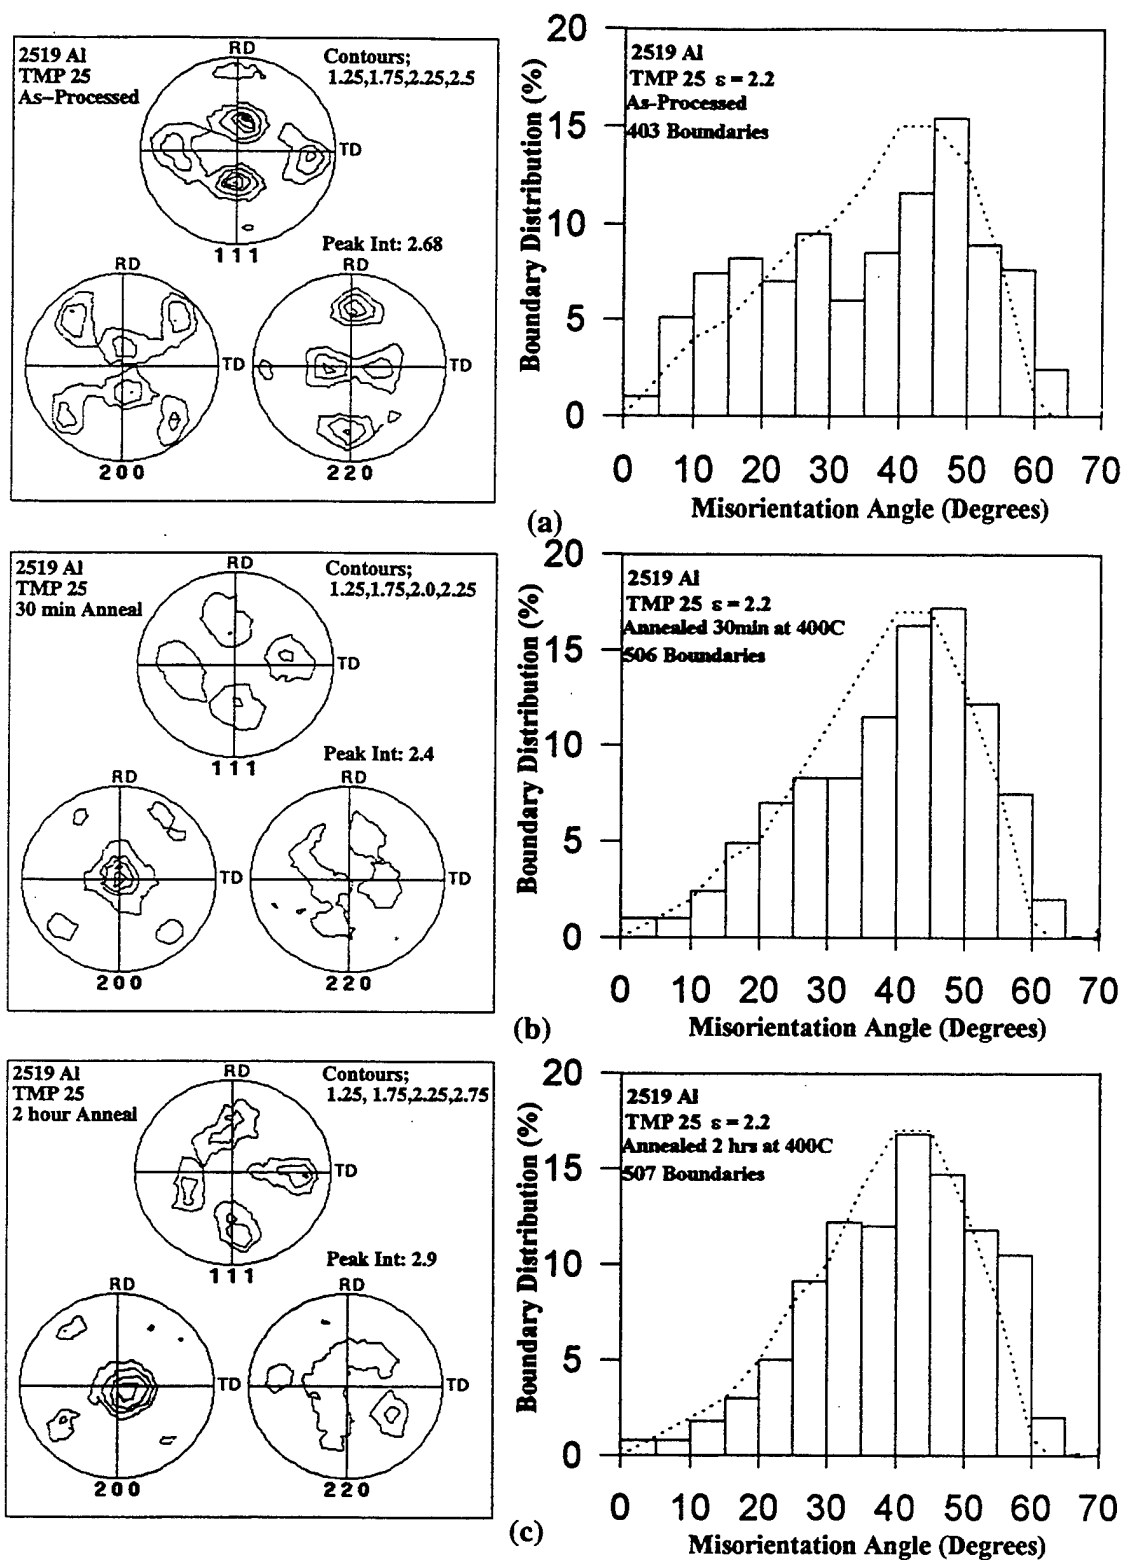 2519 Al
TMP 25
As-Processed
Contours;
1.25,1.75,2.25,2.5
RD
TD
111
Peak Int: 2.68
RD
TD
200
RD
TD
220
Boundary Distribution (%)
20
15
10
5
0
2519 Al
TMP 25 ε = 2.2
As-Processed
403 Boundaries
0 10 20 30 40 50 60 70
Misorientation Angle (Degrees)
(a)
2519 Al
TMP 25
30 min Anneal
Contours;
1.25,1.75,2.0,2.25
RD
TD
111
Peak Int: 2.4
RD
TD
200
RD
TD
220
Boundary Distribution (%)
20
15
10
5
0
2519 Al
TMP 25 ε = 2.2
Annealed 30min at 400C
506 Boundaries
0 10 20 30 40 50 60 70
Misorientation Angle (Degrees)
(b)
2519 Al
TMP 25
2 hour Anneal
Contours;
1.25, 1.75,2.25,2.75
RD
TD
111
Peak Int: 2.9
RD
TD
200
RD
TD
220
Boundary Distribution (%)
20
15
10
5
0
2519 Al
TMP 25 ε = 2.2
Annealed 2 hrs at 400C
507 Boundaries
0 10 20 30 40 50 60 70
Misorientation Angle (Degrees)
(c)